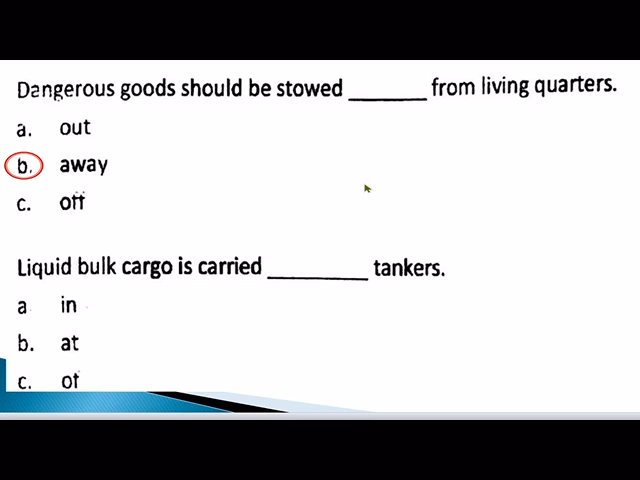 Dangerous goods should be stowed _______ from living quarters.
a. out
b. away
c. off
Liquid bulk cargo is carried _________ tankers.
a in
b. at
c. of